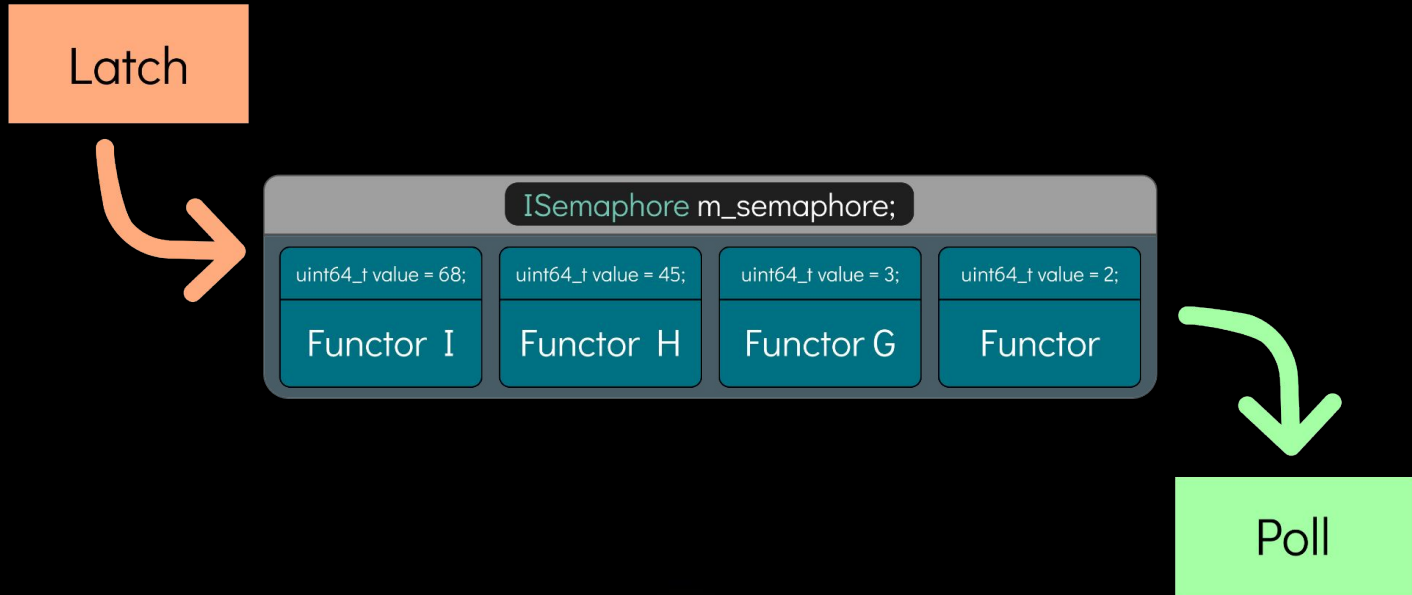 Latch
ISemaphore m_semaphore;
uint64_t value = 68;
uint64_t value = 45;
uint64_t value = 3;
uint64_t value = 2;
Functor I
Functor H
Functor G
Functor
Poll